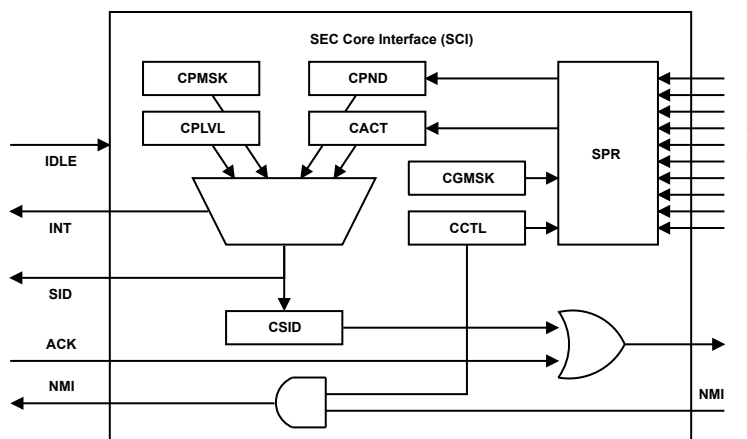 SEC Core Interface (SCI)
CPMSK
CPND
CPLVL
CACT
SPR
IDLE
CGMSK
INT
CCTL
SID
CSID
ACK
NMI
NMI